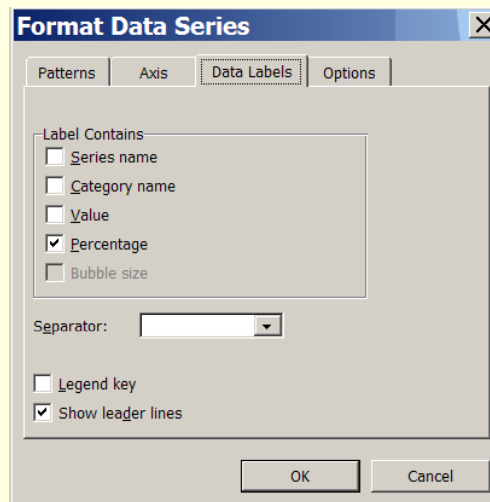 Format Data Series
Patterns Axis Data Labels Options
Label Contains
Series name
Category name
Value
Percentage
Bubble size
Separator:
Legend key
Show leader lines
OK Cancel